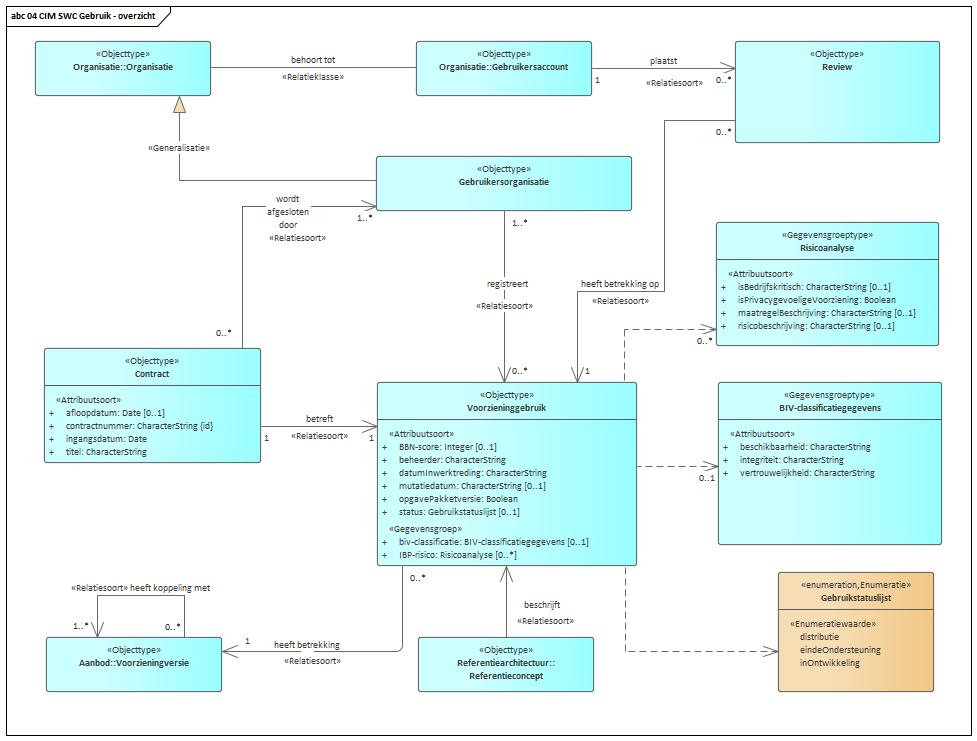 abc 04 CIM SWC Gebruik - overzicht
«Objecttype»
Organisatie::Organisatie
behoort tot
«Relatieklasse»
«Objecttype»
Organisatie::Gebruikersaccount
1
plaatst
«Relatiesoort»
0..*
«Objecttype»
Review
0..*
«Generalisatie»
«Objecttype»
Gebruikersorganisatie
wordt
afgesloten
door
«Relatiesoort»
1..*
0..*
1..*
registreert
«Relatiesoort»
0..*
heeft betrekking op
«Relatiesoort»
1
«Gegevensgroeptype»
Risicoanalyse
«Attribuutsoort»
+ isBedrijfskritisch: CharacterString [0..1]
+ isPrivacygevoeligeVoorziening: Boolean
+ maatregelBeschrijving: CharacterString [0..1]
+ risicobeschrijving: CharacterString [0..1]
0..*
«Objecttype»
Contract
«Attribuutsoort»
+ afloopdatum: Date [0..1]
+ contractnummer: CharacterString {id}
+ ingangsdatum: Date
+ titel: CharacterString
1
betreft
«Relatiesoort»
1
«Objecttype»
Voorzieninggebruik
«Attribuutsoort»
+ BBN-score: Integer [0..1]
+ beheerder: CharacterString
+ datumInwerktreding: CharacterString
+ mutatiedatum: CharacterString [0..1]
+ opgavePakketversie: Boolean
+ status: Gebruikstatuslijst [0..1]
«Gegevensgroep»
+ biv-classificatie: BIV-classificatiegegevens [0..1]
+ IBP-risico: Risicoanalyse [0..*]
«Gegevensgroeptype»
BIV-classificatiegegevens
«Attribuutsoort»
+ beschikbaarheid: CharacterString
+ integriteit: CharacterString
+ vertrouwelijkheid: CharacterString
0..1
«enumeration,Enumeratie»
Gebruikstatuslijst
«Enumeratiewaarde»
distributie
eindeOndersteuning
inOntwikkeling
«Relatiesoort» heeft koppeling met
1..*
0..*
«Objecttype»
Aanbod::Voorzieningversie
1
heeft betrekking
«Relatiesoort»
0..*
beschrijft
«Relatiesoort»
«Objecttype»
Referentiearchitectuur::
Referentieconcept